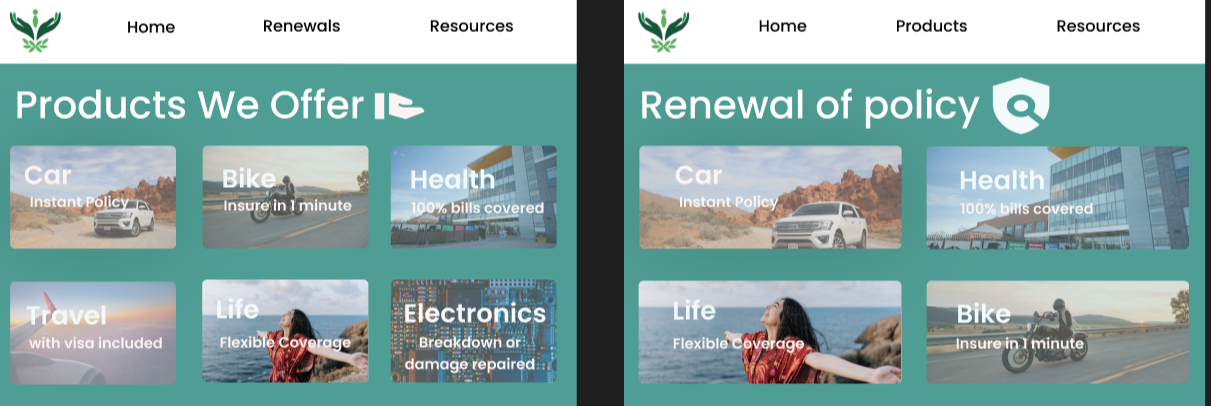 Home Renewals Resources
Products We Offer
Car
Instant Policy
Bike
Insure in 1 minute
Health
100% bills covered
Travel
with visa included
Life
Flexible Coverage
Electronics
Breakdown or
damage repaired
Home Products Resources
Renewal of policy
Car
Instant Policy
Health
100% bills covered
Life
Flexible Coverage
Bike
Insure in 1 minute